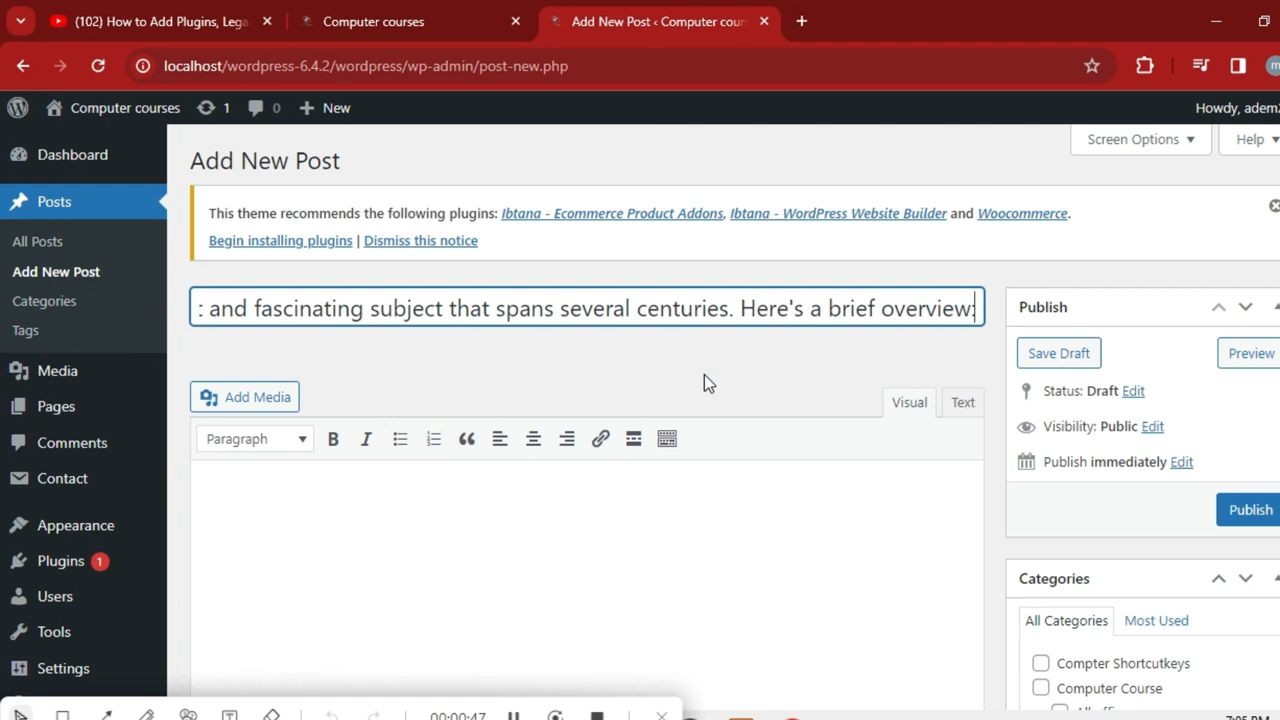 (102) How to Add Plugins, Lega
Computer courses
Add New Post ‹ Computer cour
localhost/wordpress-6.4.2/wordpress/wp-admin/post-new.php
m
Computer courses
1
0
New
Howdy, adem
Dashboard
Posts
All Posts
Add New Post
Categories
Tags
Media
Pages
Comments
Contact
Appearance
Plugins 1
Users
Tools
Settings
Screen Options
Help
Add New Post
This theme recommends the following plugins: Ibtana - Ecommerce Product Addons, Ibtana - WordPress Website Builder and Woocommerce.
Begin installing plugins | Dismiss this notice
t and fascinating subject that spans several centuries. Here's a brief overview:
Add Media
Visual
Text
Paragraph
Publish
Save Draft
Preview
Status: Draft Edit
Visibility: Public Edit
Publish immediately Edit
Publish
Categories
All Categories
Most Used
Compter Shortcutkeys
Computer Course
00:00:47